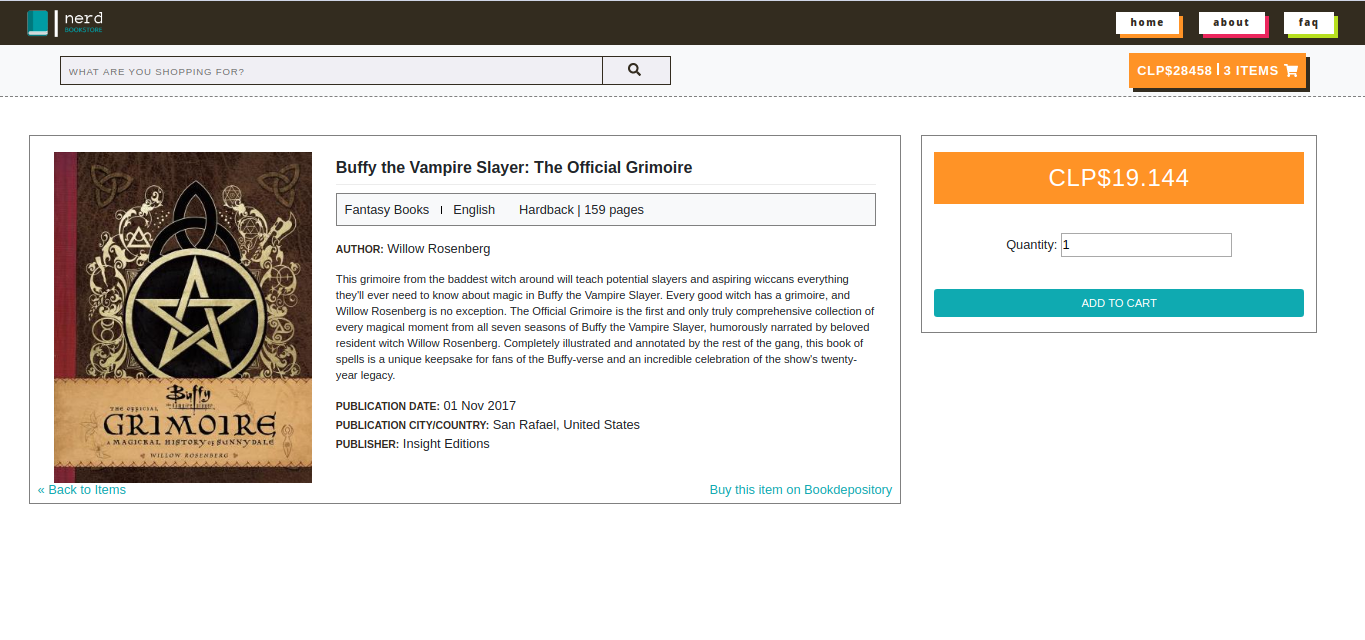 nerd
BOOKSTORE
home
about
faq
WHAT ARE YOU SHOPPING FOR?
CLP$28458 | 3 ITEMS
Buffy the Vampire Slayer: The Official Grimoire
Fantasy Books | English Hardback | 159 pages
AUTHOR: Willow Rosenberg
This grimoire from the baddest witch around will teach potential slayers and aspiring wiccans everything
they'll ever need to know about magic in Buffy the Vampire Slayer. Every good witch has a grimoire, and
Willow Rosenberg is no exception. The Official Grimoire is the first and only truly comprehensive collection of
every magical moment from all seven seasons of Buffy the Vampire Slayer, humorously narrated by beloved
resident witch Willow Rosenberg. Completely illustrated and annotated by the rest of the gang, this book of
spells is a unique keepsake for fans of the Buffy-verse and an incredible celebration of the show's twenty-
year legacy.
PUBLICATION DATE: 01 Nov 2017
PUBLICATION CITY/COUNTRY: San Rafael, United States
PUBLISHER: Insight Editions
Buffy
the Vampire Slayer
THE OFFICIAL
GRIMOIRE
A MAGICKAL HISTORY of SUNNYDALE
WILLOW ROSENBERG
« Back to Items
Buy this item on Bookdepository
CLP$19.144
Quantity: 1
ADD TO CART